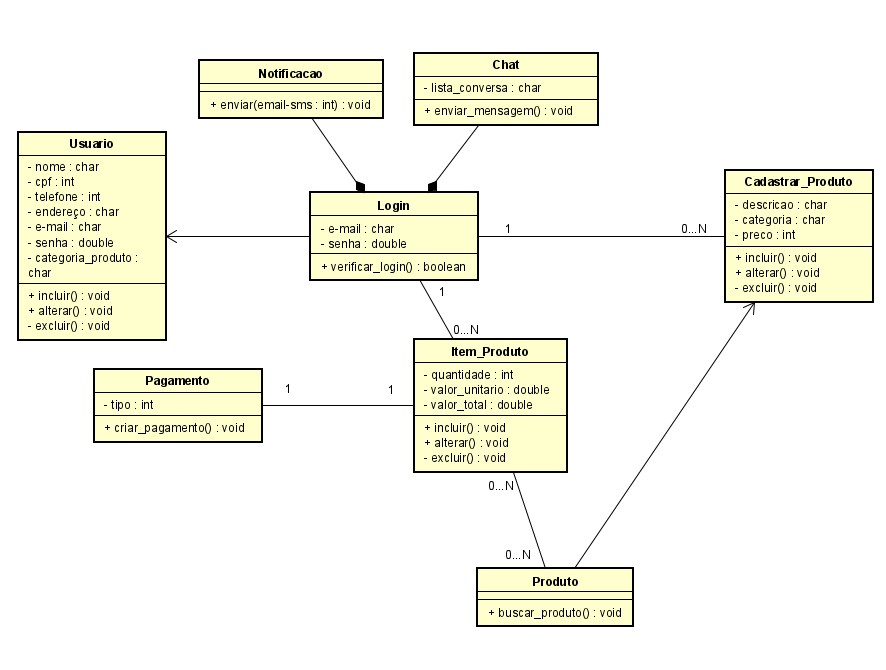 Notificacao
+ enviar(email-sms : int) : void
Chat
- lista_conversa : char
+ enviar_mensagem() : void
Usuario
- nome : char
- cpf : int
- telefone : int
- endereço : char
- e-mail : char
- senha : double
- categoria_produto :
char
+ incluir() : void
+ alterar() : void
- excluir() : void
Login
- e-mail : char
- senha : double
+ verificar_login() : boolean
1
0...N
Cadastrar_Produto
- descricao : char
- categoria : char
- preco : int
+ incluir() : void
+ alterar() : void
- excluir() : void
1
0...N
Item_Produto
- quantidade : int
- valor_unitario : double
- valor_total : double
+ incluir() : void
+ alterar() : void
- excluir() : void
Pagamento
- tipo : int
+ criar_pagamento() : void
1
1
0...N
0...N
Produto
+ buscar_produto() : void